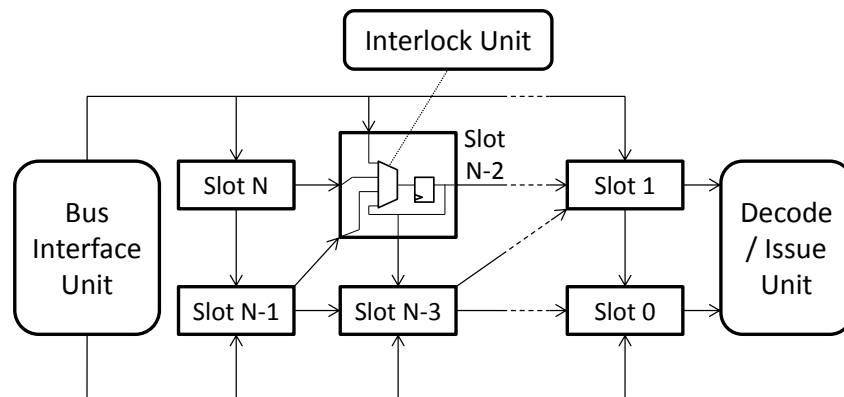 Interlock Unit
Slot
N-2
Slot N
Slot 1
Bus
Interface
Unit
Decode
/ Issue
Unit
Slot N-1
Slot N-3
Slot 0